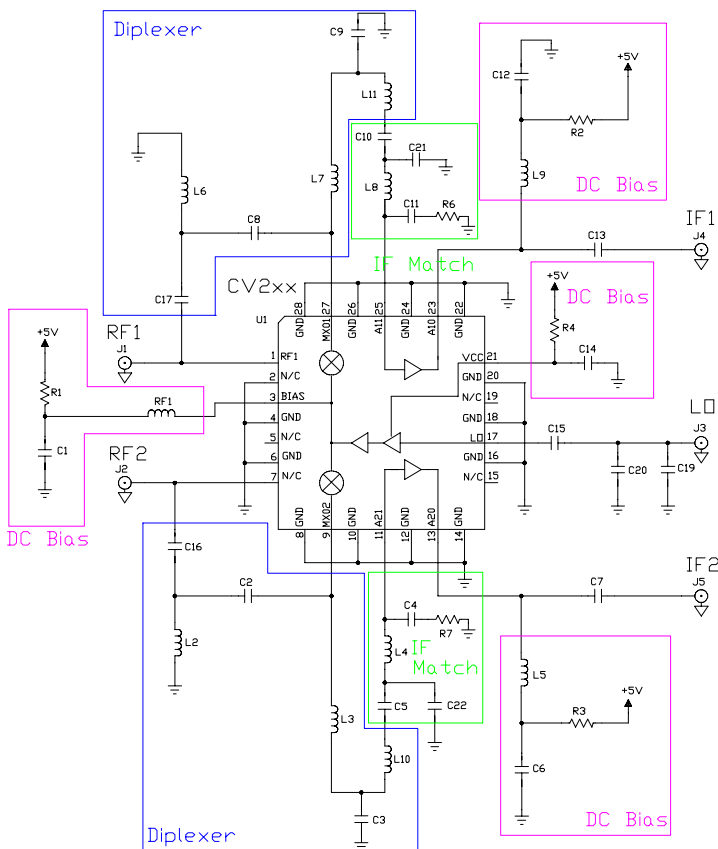 Diplexer
C9
L11
C10
C21
L8
C11
R6
IF Match
L7
L6
C8
C17
C12
+5V
R2
L9
DC Bias
IF1
C13
J4
CV2xx
U1
GND 28
MX01 27
GND 26
A11 25
GND 24
A10 23
GND 22
+5V
DC Bias
R4
C14
RF1
J1
1 RF1
2 N/C
3 BIAS
4 GND
5 N/C
6 GND
7 N/C
VCC 21
GND 20
N/C 19
GND 18
LO 17
GND 16
N/C 15
+5V
R1
RF1
C1
DC Bias
RF2
J2
LO
J3
C15
C20
C19
8 GND
9 MX02
10 GND
11 A21
12 GND
13 A20
14 GND
C16
C2
L2
L3
L10
C3
Diplexer
C4
R7
L4
IF
Match
C5
C22
IF2
C7
J5
L5
+5V
R3
C6
DC Bias